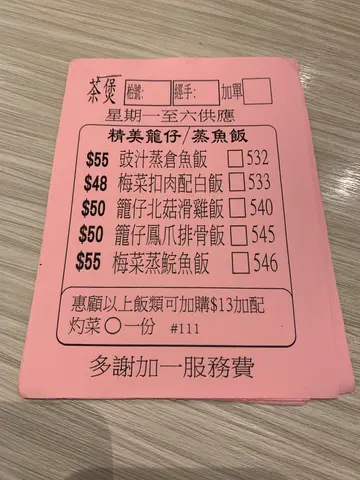 茶煲 枱號: 經手: 加單
星期一至六供應
精美籠仔/蒸魚飯
$55 豉汁蒸倉魚飯 □ 532
$48 梅菜扣肉配白飯 □ 533
$50 籠仔北菇滑雞飯 □ 540
$50 籠仔鳳爪排骨飯 □ 545
$55 梅菜蒸鯇魚飯 □ 546
惠顧以上飯類可加購$13加配
灼菜○一份 #111
多謝加一服務費